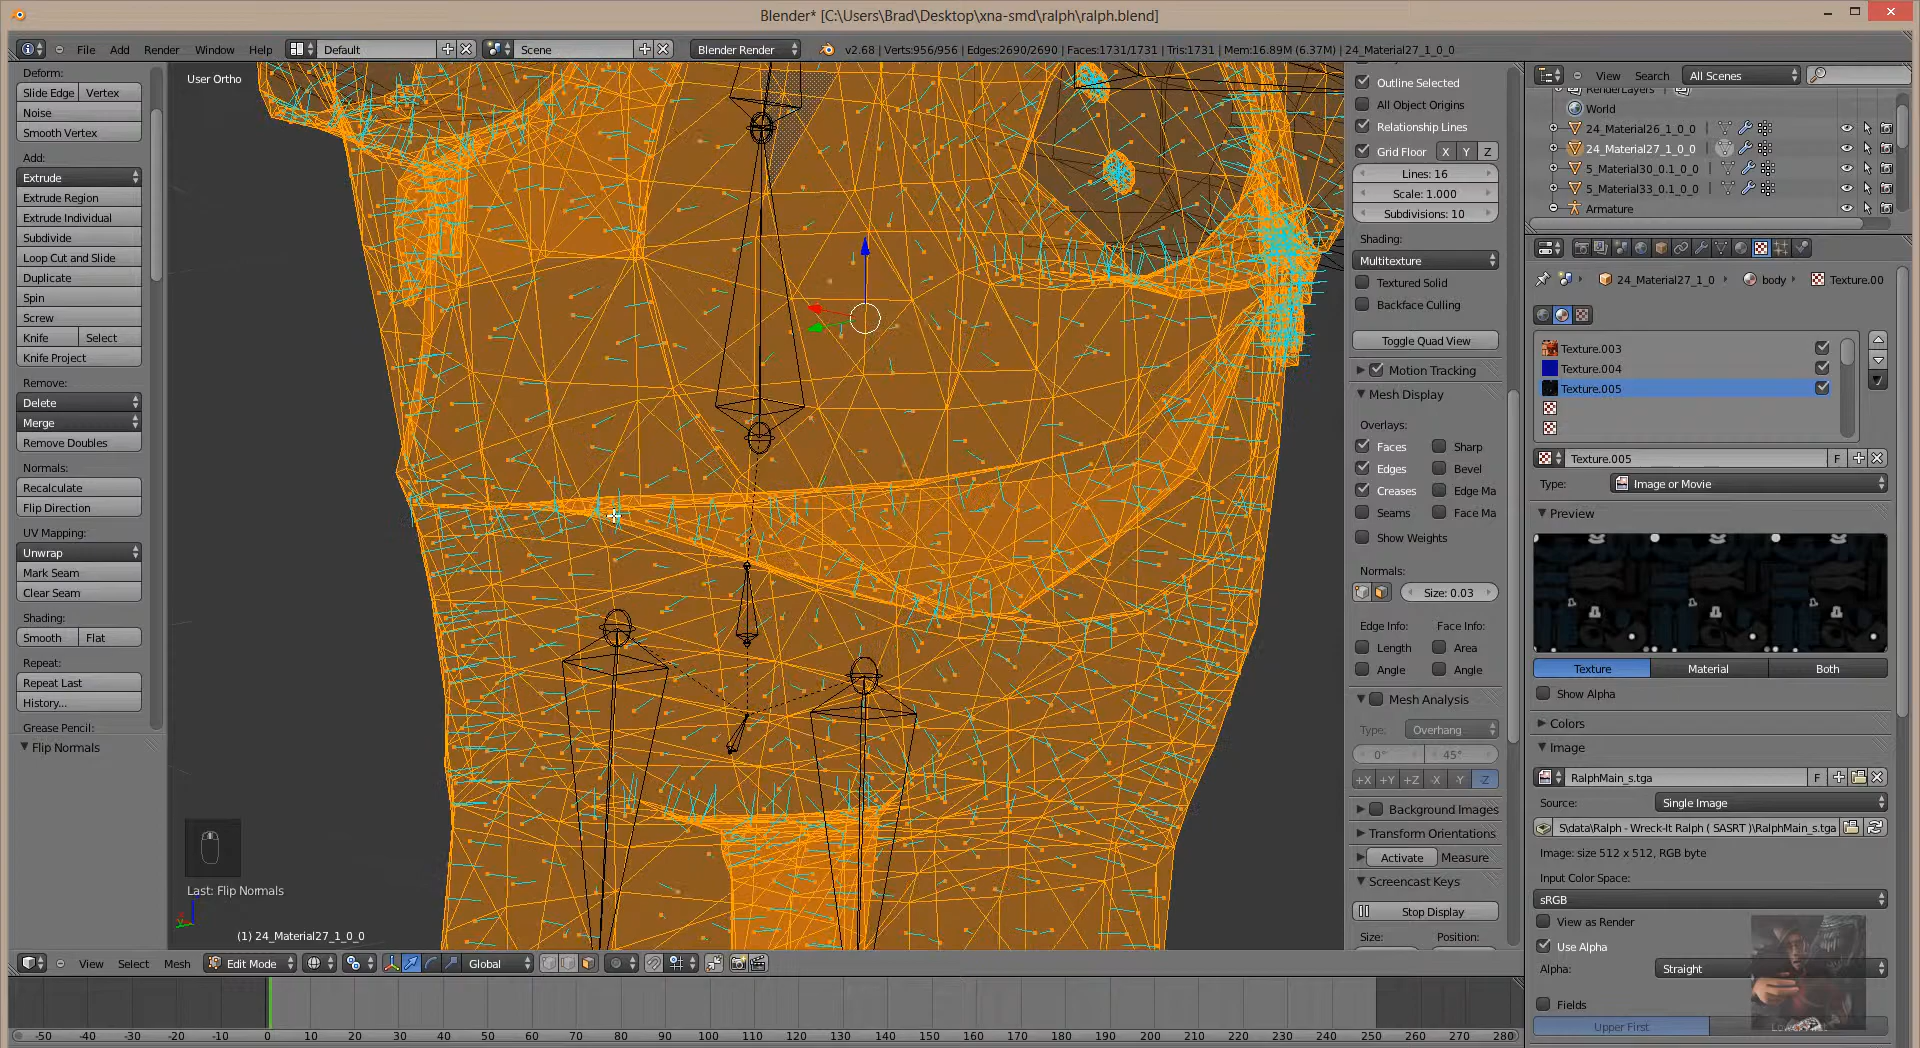 Blender* [C:\Users\Brad\Desktop\xna-smd\ralph\ralph.blend]
File Add Render Window Help Default Scene Blender Render v2.68 | Verts:956/956 | Edges:2690/2690 | Faces:1731/1731 | Tris:1731 | Mem:16.89M (6.37M) | 24_Material27_1_0_0
Deform:
Slide Edge Vertex
Noise
Smooth Vertex
Add:
Extrude
Extrude Region
Extrude Individual
Subdivide
Loop Cut and Slide
Duplicate
Spin
Screw
Knife Select
Knife Project
Remove:
Delete
Merge
Remove Doubles
Normals:
Recalculate
Flip Direction
UV Mapping:
Unwrap
Mark Seam
Clear Seam
Shading:
Smooth Flat
Repeat:
Repeat Last
History...
Grease Pencil:
Flip Normals
User Ortho
Last: Flip Normals
(1) 24_Material27_1_0_0
View Select Mesh Edit Mode Global
Outline Selected
All Object Origins
Relationship Lines
Grid Floor X Y Z
Lines: 16
Scale: 1.000
Subdivisions: 10
Shading:
Multitexture
Textured Solid
Backface Culling
Toggle Quad View
Motion Tracking
Mesh Display
Overlays:
Faces Sharp
Edges Bevel
Creases Edge Ma
Seams Face Ma
Show Weights
Normals:
Size: 0.03
Edge Info: Face Info:
Length Area
Angle Angle
Mesh Analysis
Type: Overhang
0° 45°
+X +Y +Z -X -Y -Z
Background Images
Transform Orientations
Activate Measure
Screencast Keys
Stop Display
Size: Position:
View Search All Scenes
RenderLayers
World
24_Material26_1_0_0
24_Material27_1_0_0
5_Material30_0.1_0_0
5_Material33_0.1_0_0
Armature
24_Material27_1_0 body Texture.00
Texture.003
Texture.004
Texture.005
Texture.005 F
Type: Image or Movie
Preview
Texture Material Both
Show Alpha
Colors
Image
RalphMain_s.tga F
Source: Single Image
S\data\Ralph - Wreck-It Ralph ( SASRT )\RalphMain_s.tga
Image: size 512 x 512, RGB byte
Input Color Space:
sRGB
View as Render
Use Alpha
Alpha: Straight
Fields
Upper First
-50 -40 -30 -20 -10 0 10 20 30 40 50 60 70 80 90 100 110 120 130 140 150 160 170 180 190 200 210 220 230 240 250 260 270 280